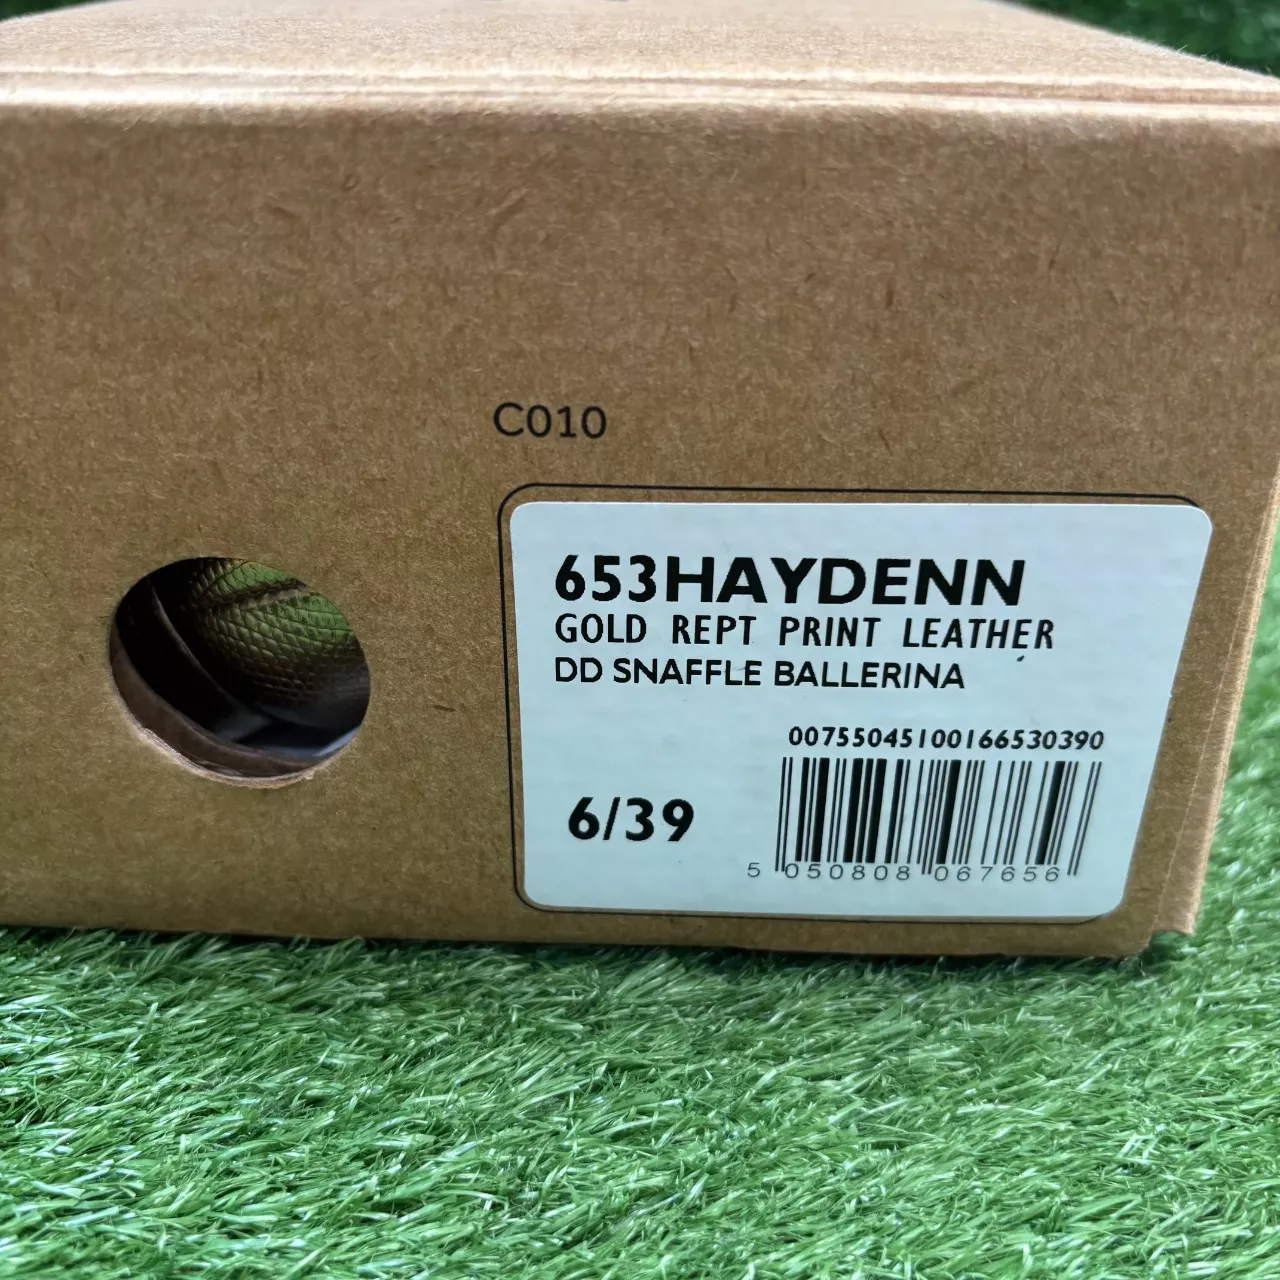 C010
653HAYDENN
GOLD REPT PRINT LEATHER
DD SNAFFLE BALLERINA
00755045100166530390
6/39
5 050808 067656